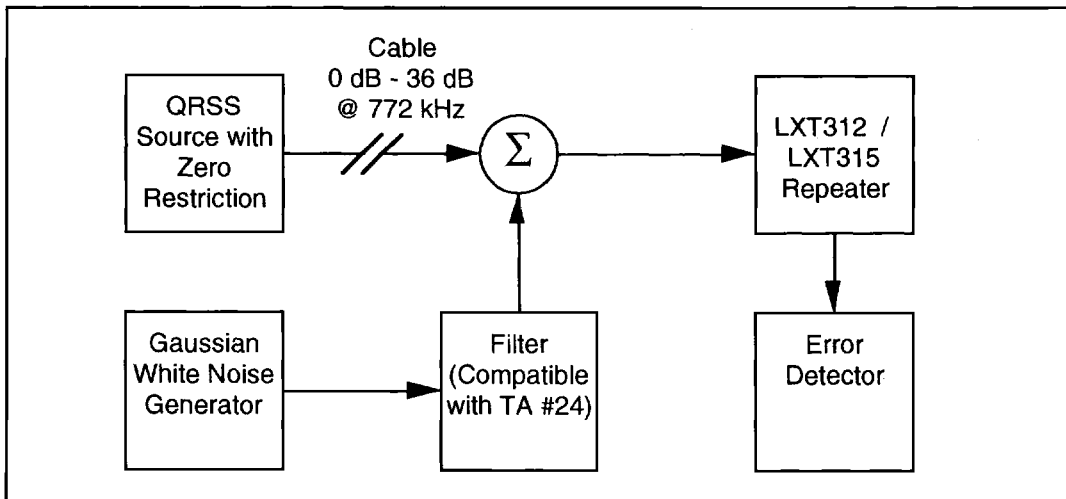 Cable
0 dB - 36 dB
@ 772 kHz
QRSS
Source with
Zero
Restriction
Σ
LXT312 /
LXT315
Repeater
Gaussian
White Noise
Generator
Filter
(Compatible
with TA #24)
Error
Detector